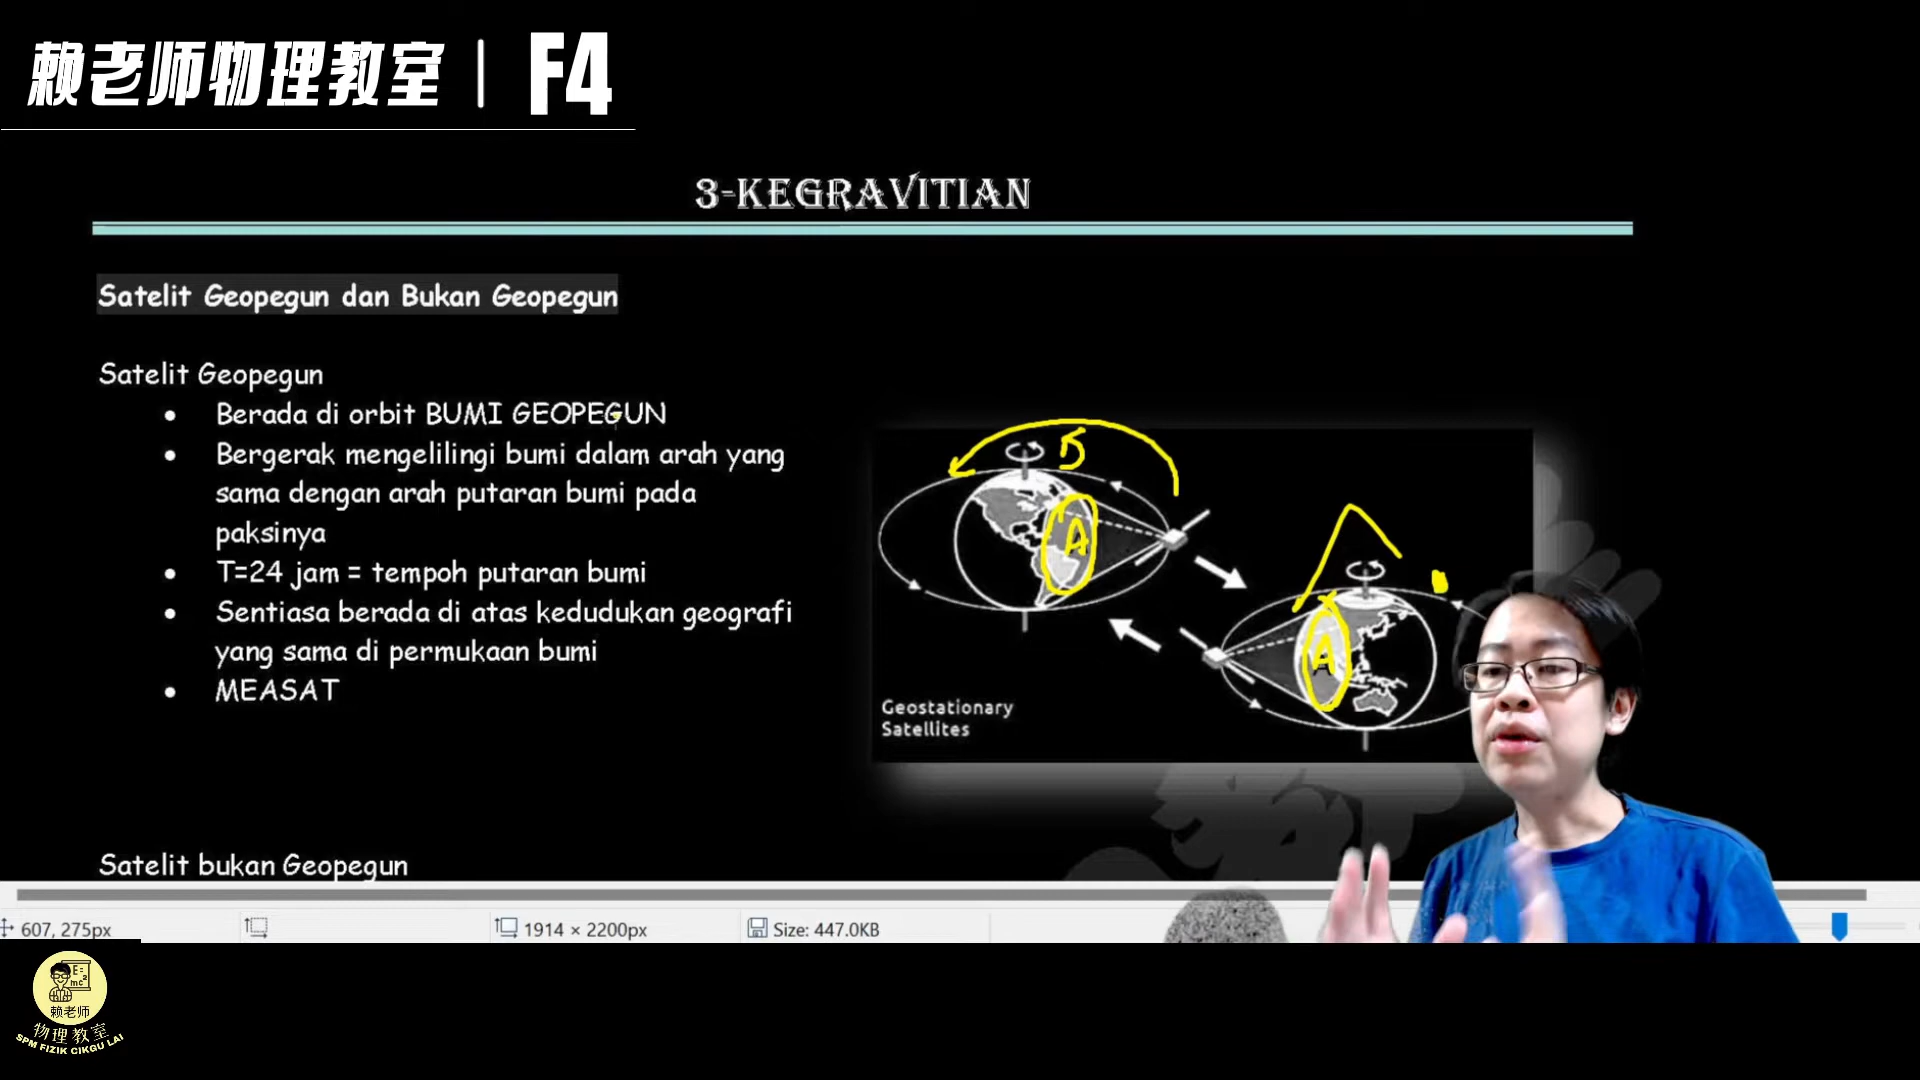 赖老师物理教室 | F4
3-KEGRAVITIAN
Satelit Geopegun dan Bukan Geopegun
Satelit Geopegun
• Berada di orbit BUMI GEOPEGUN
• Bergerak mengelilingi bumi dalam arah yang
sama dengan arah putaran bumi pada
paksinya
• T=24 jam = tempoh putaran bumi
• Sentiasa berada di atas kedudukan geografi
yang sama di permukaan bumi
• MEASAT
A
A
Geostationary
Satellites
Satelit bukan Geopegun
607, 275px
1914 × 2200px
Size: 447.0KB
E=
mc²
赖老师
物理教室
SPM FIZIK CIKGU LAI